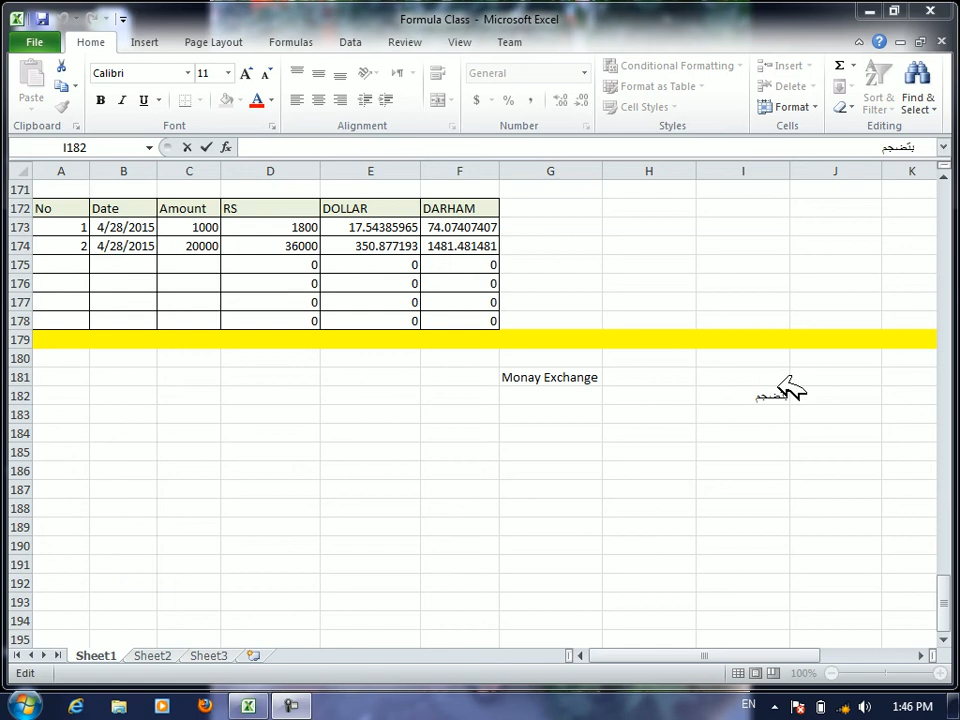 Formula Class - Microsoft Excel
File Home Insert Page Layout Formulas Data Review View Team
Paste
Calibri 11
General
Conditional Formatting
Format as Table
Cell Styles
Insert
Delete
Format
Sort & Filter
Find & Select
Clipboard Font Alignment Number Styles Cells Editing
I182
A B C D E F G H I J K
171
172 No Date Amount RS DOLLAR DARHAM
173 1 4/28/2015 1000 1800 17.54385965 74.07407407
174 2 4/28/2015 20000 36000 350.877193 1481.481481
175 0 0 0
176 0 0 0
177 0 0 0
178 0 0 0
179
180
181 Monay Exchange
182
183
184
185
186
187
188
189
190
191
192
193
194
195
Sheet1 Sheet2 Sheet3
Edit 100%
EN 1:46 PM